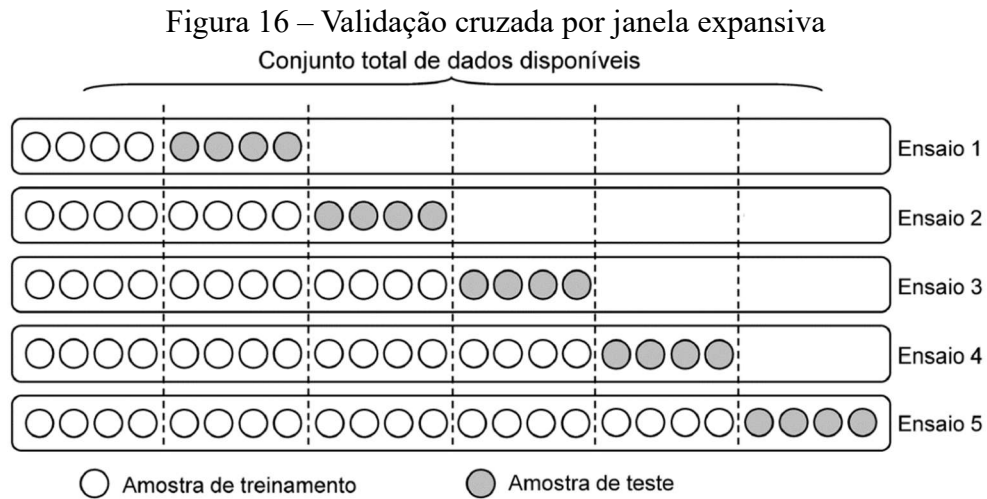 Figura 16 – Validação cruzada por janela expansiva
Conjunto total de dados disponíveis
Ensaio 1
Ensaio 2
Ensaio 3
Ensaio 4
Ensaio 5
Amostra de treinamento
Amostra de teste